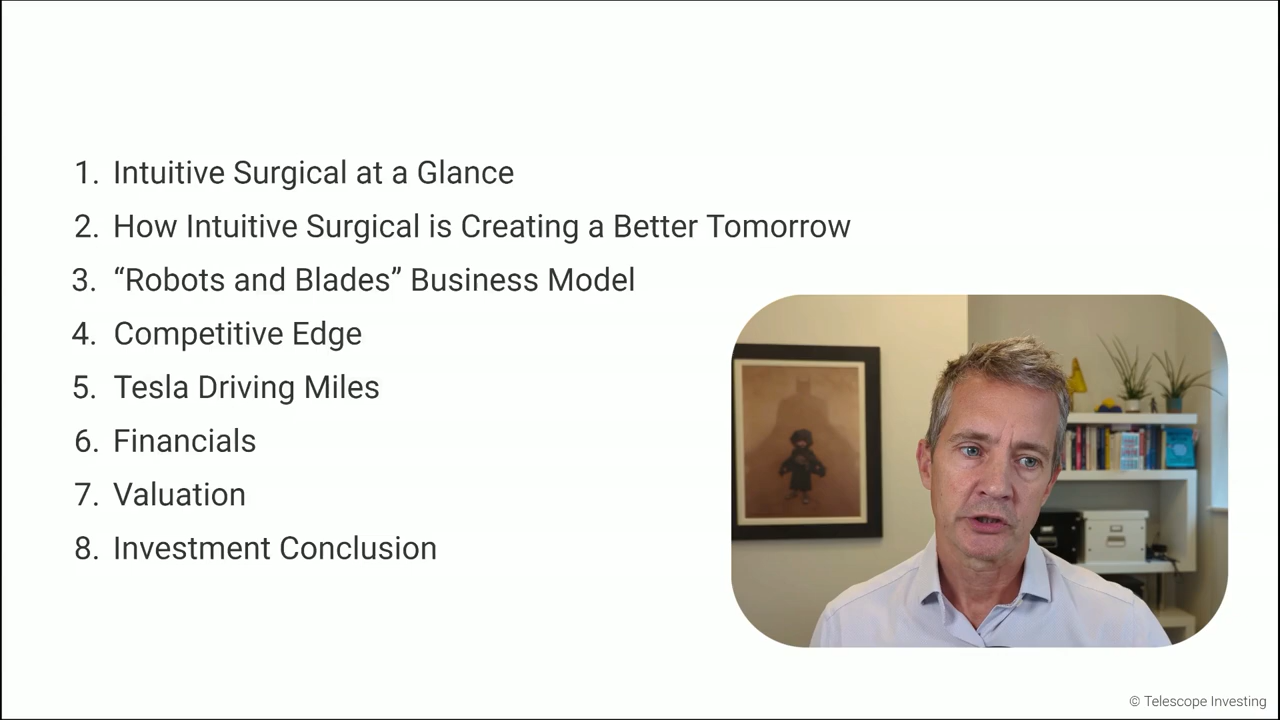 1. Intuitive Surgical at a Glance
2. How Intuitive Surgical is Creating a Better Tomorrow
3. “Robots and Blades” Business Model
4. Competitive Edge
5. Tesla Driving Miles
6. Financials
7. Valuation
8. Investment Conclusion
© Telescope Investing